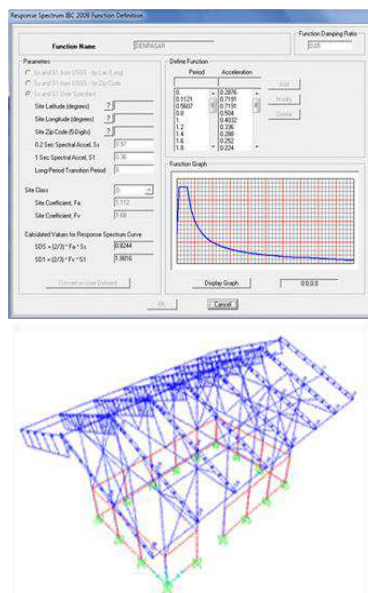 Response Spectrum IBC 2009 Function Definition
Function Damping Ratio
Function Name
DENPASAR
0.05
Parameters
Ss and S1 from USGS - by Lat./Long.
Ss and S1 from USGS - by Zip Code
Ss and S1 User Specified
Site Latitude (degrees)
?
Site Longitude (degrees)
?
Site Zip Code (5-Digits)
?
0.2 Sec Spectral Accel, Ss
0.97
1 Sec Spectral Accel, S1
0.36
Long-Period Transition Period
8
Site Class
D
Site Coefficient, Fa
1.112
Site Coefficient, Fv
1.68
Calculated Values for Response Spectrum Curve
SDS = (2/3) * Fa * Ss
SD1 = (2/3) * Fv * S1
Convert to User Defined
Define Function
Period
Acceleration
0.
0.2876
0.1121
0.7191
0.5607
0.7191
0.8
0.504
1.
0.4032
1.2
0.336
1.4
0.288
1.6
0.252
1.8
0.224
Add
Modify
Delete
Function Graph
Display Graph
OK
Cancel